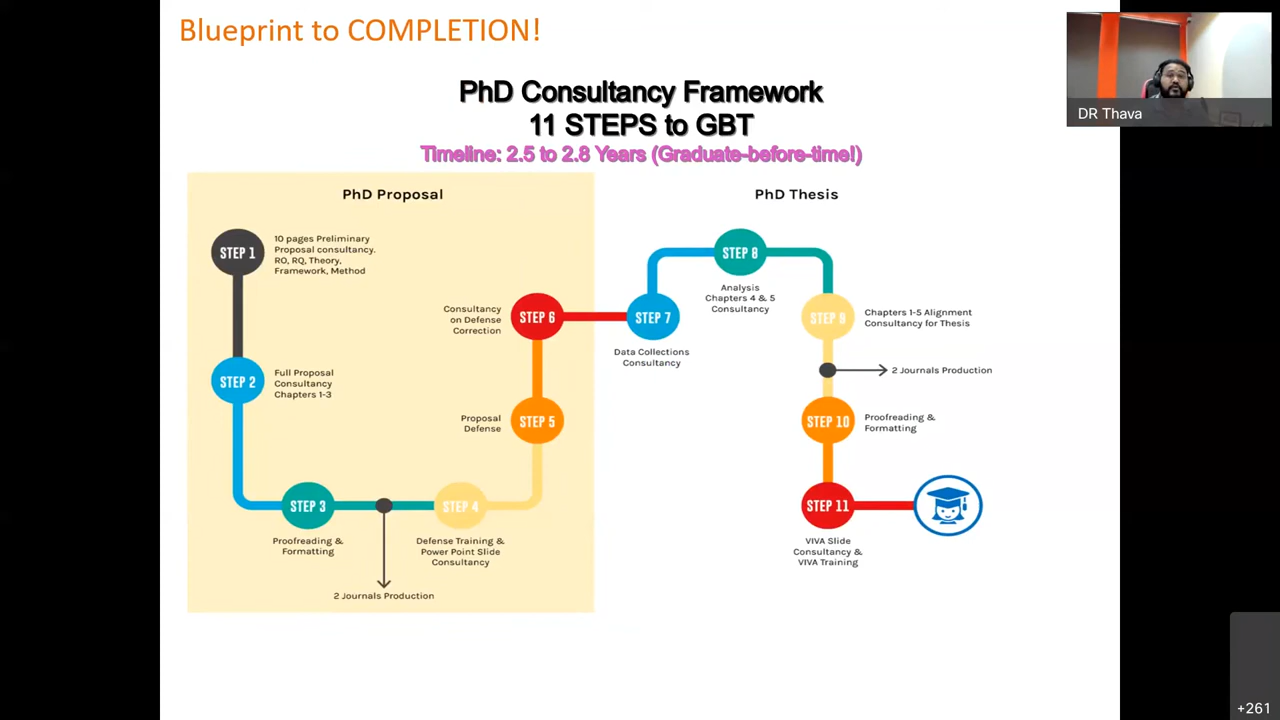 Blueprint to COMPLETION!
DR Thava
PhD Consultancy Framework
11 STEPS to GBT
Timeline: 2.5 to 2.8 Years (Graduate-before-time!)
PhD Proposal
STEP 1
10 pages Preliminary
Proposal consultancy.
RO, RQ, Theory,
Framework, Method
STEP 2
Full Proposal
Consultancy
Chapters 1-3
STEP 3
Proofreading &
Formatting
2 Journals Production
STEP 4
Defense Training &
Power Point Slide
Consultancy
STEP 5
Proposal
Defense
STEP 6
Consultancy
on Defense
Correction
PhD Thesis
STEP 7
Data Collections
Consultancy
STEP 8
Analysis
Chapters 4 & 5
Consultancy
STEP 9
Chapters 1-5 Alignment
Consultancy for Thesis
2 Journals Production
STEP 10
Proofreading &
Formatting
STEP 11
VIVA Slide
Consultancy &
VIVA Training
+261